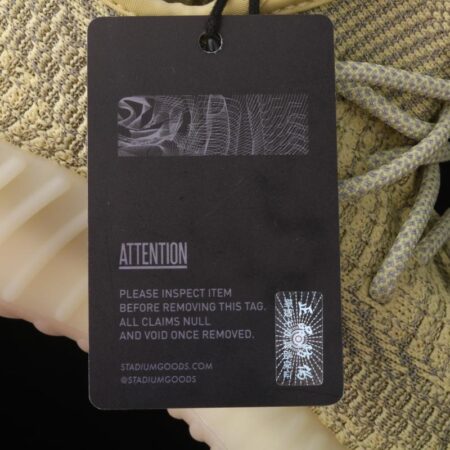 ATTENTION
PLEASE INSPECT ITEM
BEFORE REMOVING THIS TAG.
ALL CLAIMS NULL
AND VOID ONCE REMOVED.
STADIUMGOODS.COM
@STADIUMGOODS